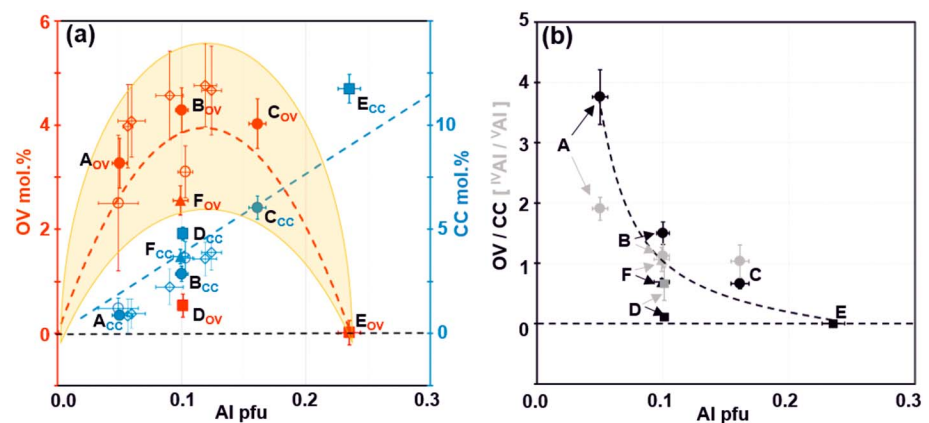 (a)
OV mol.%
6
4
2
0
CC mol.%
10
5
0
A_OV
B_OV
C_OV
E_CC
F_OV
D_CC
C_CC
F_CC
B_CC
A_CC
D_OV
E_OV
0.0 0.1 0.2 0.3
Al pfu
(b)
OV / CC [ ᴵⱽAl / ⱽAl ]
5
4
3
2
1
0
A
B
F
C
D
E
0.0 0.1 0.2 0.3
Al pfu